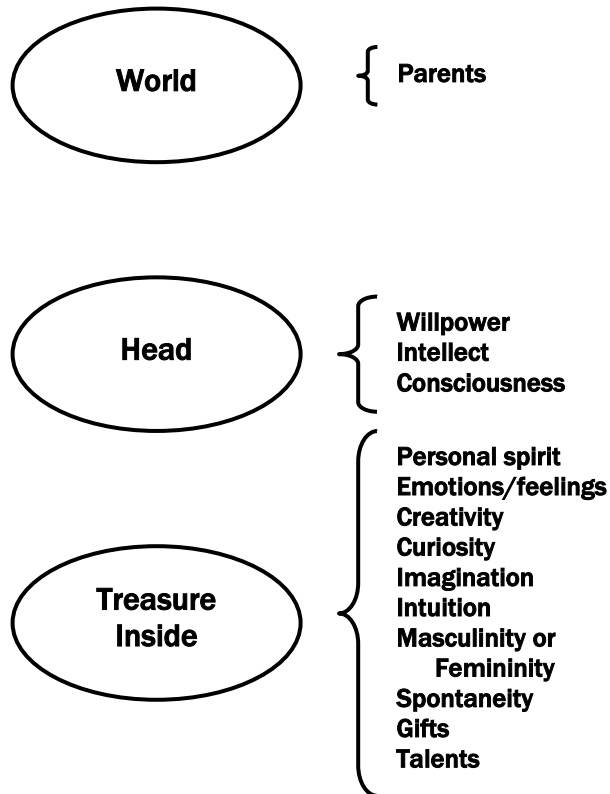 World
Parents
Head
Willpower
Intellect
Consciousness
Treasure
Inside
Personal spirit
Emotions/feelings
Creativity
Curiosity
Imagination
Intuition
Masculinity or
Femininity
Spontaneity
Gifts
Talents